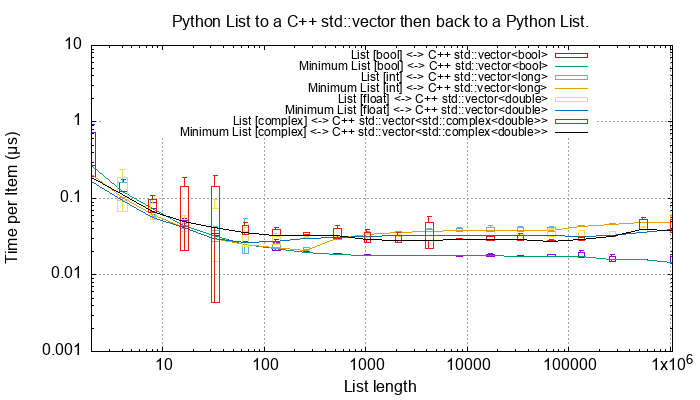 Python List to a C++ std::vector then back to a Python List.
10
List [bool] <-> C++ std::vector<bool>
Minimum List [bool] <-> C++ std::vector<bool>
List [int] <-> C++ std::vector<long>
Minimum List [int] <-> C++ std::vector<long>
List [float] <-> C++ std::vector<double>
Minimum List [float] <-> C++ std::vector<double>
List [complex] <-> C++ std::vector<std::complex<double>>
Minimum List [complex] <-> C++ std::vector<std::complex<double>>
1
0.1
0.01
0.001
Time per Item (µs)
10 100 1000 10000 100000 1x10^6
List length